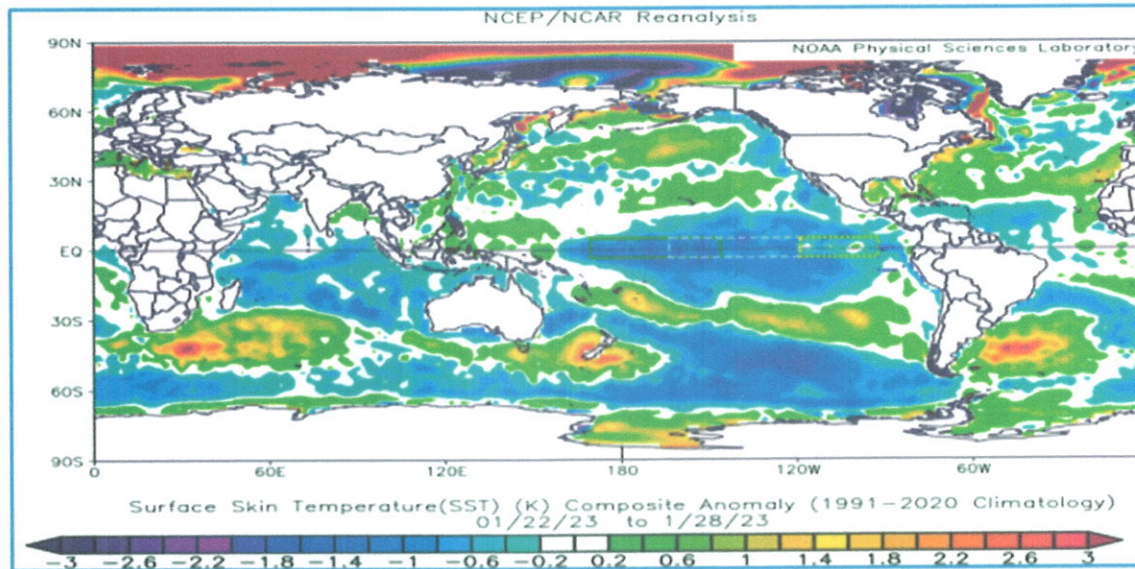 NCEP/NCAR Reanalysis
NOAA Physical Sciences Laboratory
90N
60N
30N
EQ
30S
60S
90S
0 60E 120E 180 120W 60W
Surface Skin Temperature(SST) (K) Composite Anomaly (1991-2020 Climatology)
01/22/23 to 1/28/23
-3 -2.6 -2.2 -1.8 -1.4 -1 -0.6 -0.2 0.2 0.6 1 1.4 1.8 2.2 2.6 3